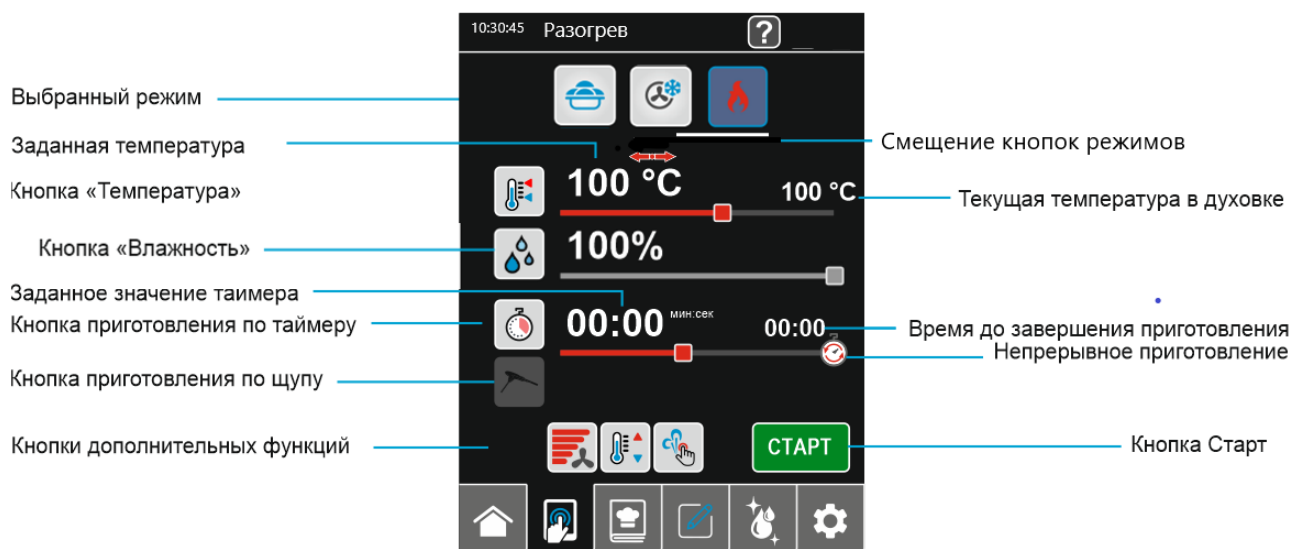 10:30:45 Разогрев ?
Выбранный режим
Смещение кнопок режимов
Заданная температура
Кнопка «Температура»
100 °C
100 °C
Текущая температура в духовке
Кнопка «Влажность»
100%
Заданное значение таимера
Кнопка приготовления по таймеру
00:00 мин:сек
00:00
Время до завершения приготовления
Непрерывное приготовление
Кнопка приготовления по щупу
Кнопки дополнительных функций
СТАРТ
Кнопка Старт